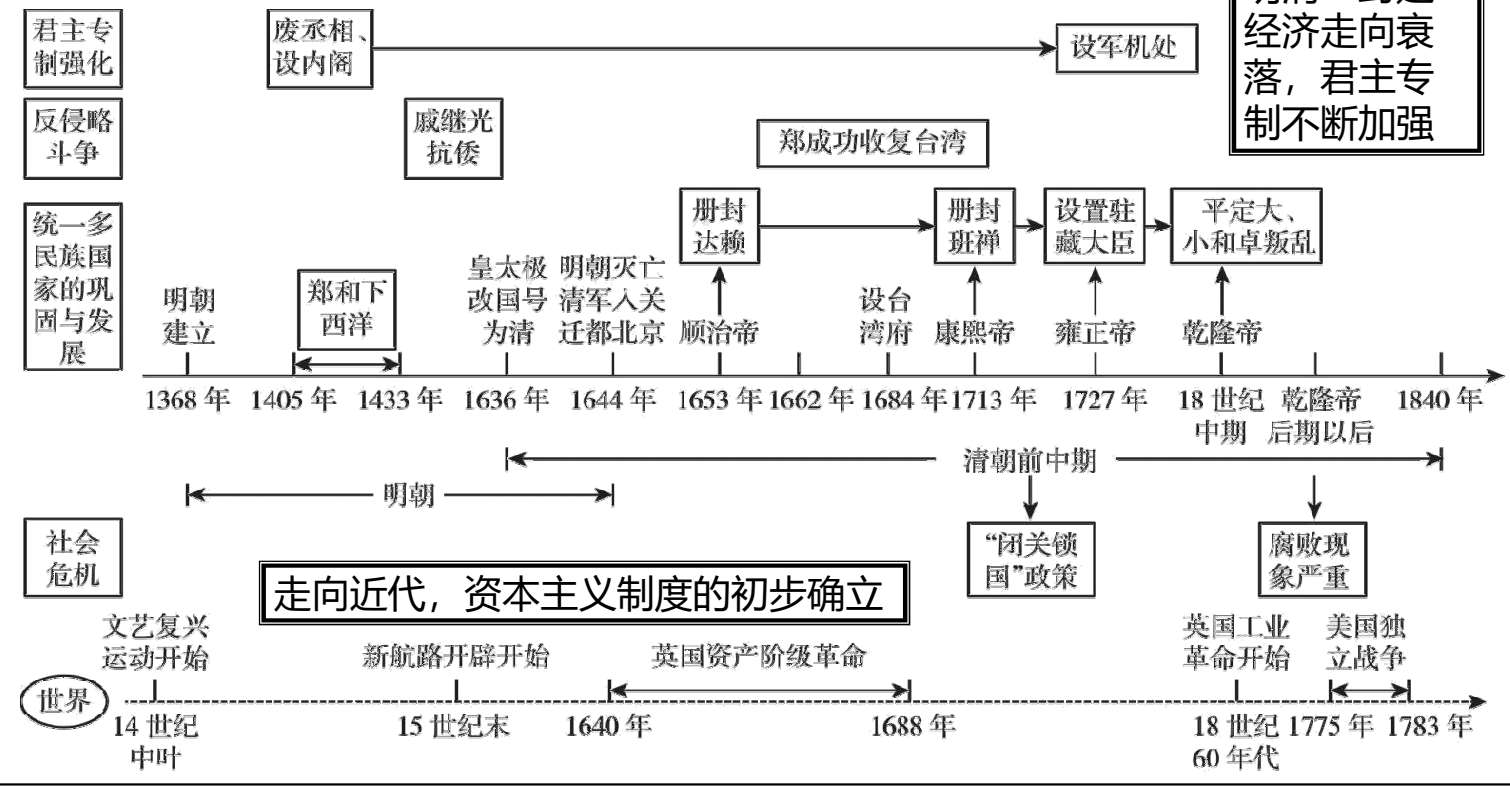 君主专
制强化
废丞相、
设内阁
设军机处
经济走向衰
落，君主专
制不断加强
反侵略
斗争
戚继光
抗倭
郑成功收复台湾
统一多
民族国
家的巩
固与发
展
明朝
建立
郑和下
西洋
皇太极
改国号
为清
明朝灭亡
清军入关
迁都北京
册封
达赖
顺治帝
设台
湾府
册封
班禅
康熙帝
设置驻
藏大臣
雍正帝
平定大、
小和卓叛乱
乾隆帝
1368 年
1405 年
1433 年
1636 年
1644 年
1653 年
1662 年
1684 年
1713 年
1727 年
18 世纪
中期
乾隆帝
后期以后
1840 年
清朝前中期
明朝
社会
危机
“闭关锁
国”政策
腐败现
象严重
走向近代，资本主义制度的初步确立
文艺复兴
运动开始
新航路开辟开始
英国资产阶级革命
英国工业
革命开始
美国独
立战争
世界
14 世纪
中叶
15 世纪末
1640 年
1688 年
18 世纪
60 年代
1775 年
1783 年